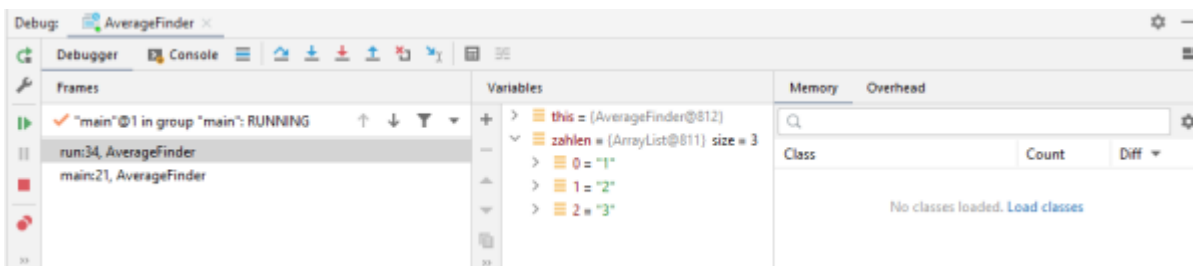 Debug: AverageFinder
Debugger Console
Frames
"main"@1 in group "main": RUNNING
run:34, AverageFinder
main:21, AverageFinder
Variables
this = {AverageFinder@812}
zahlen = {ArrayList@811} size = 3
0 = "1"
1 = "2"
2 = "3"
Memory Overhead
Class Count Diff
No classes loaded. Load classes